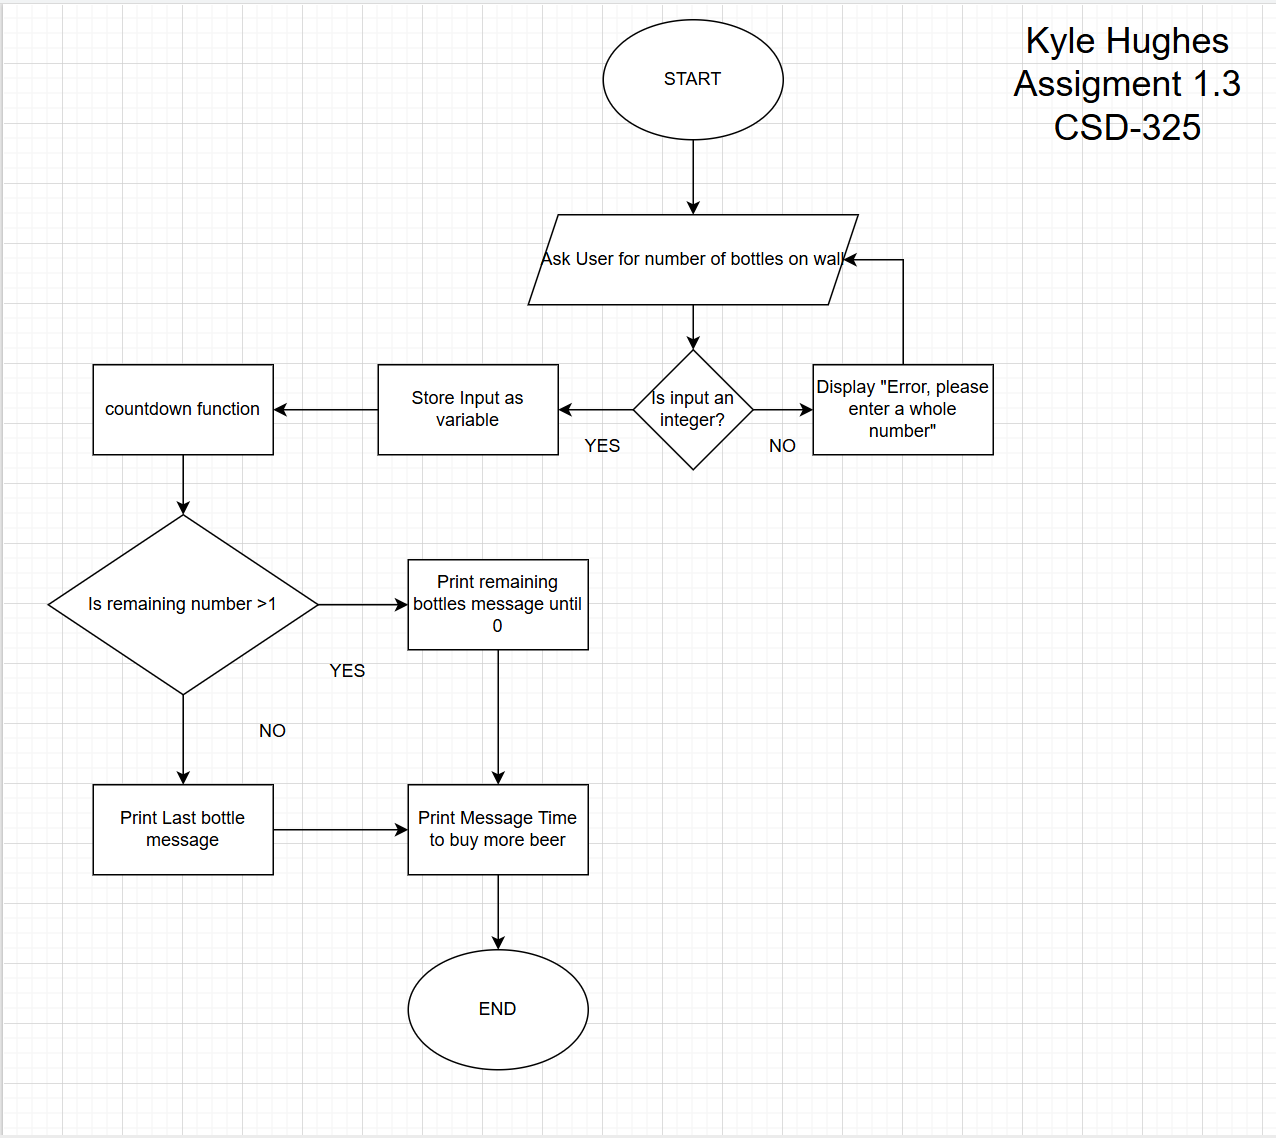 Kyle Hughes
Assigment 1.3
CSD-325
START
Ask User for number of bottles on wall
Is input an
integer?
YES
NO
Display "Error, please
enter a whole
number"
Store Input as
variable
countdown function
Is remaining number >1
YES
NO
Print remaining
bottles message until
0
Print Last bottle
message
Print Message Time
to buy more beer
END